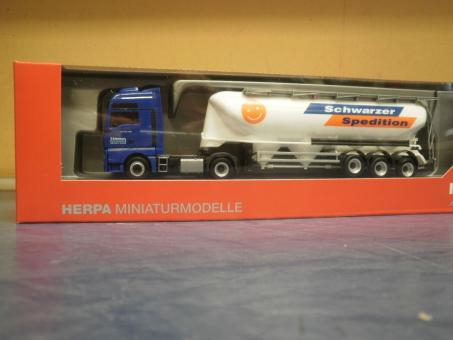 Schwarzer
Spedition
HERPA MINIATURMODELLE